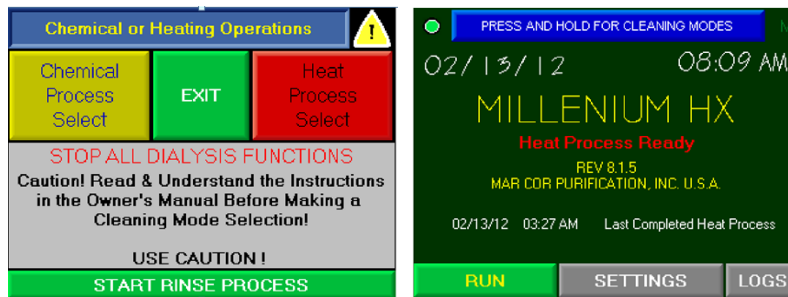 Chemical or Heating Operations
Chemical
Process
Select
EXIT
Heat
Process
Select
STOP ALL DIALYSIS FUNCTIONS
Caution! Read & Understand the Instructions
in the Owner's Manual Before Making a
Cleaning Mode Selection!
USE CAUTION !
START RINSE PROCESS
PRESS AND HOLD FOR CLEANING MODES
02/13/12 08:09 AM
MILLENIUM HX
Heat Process Ready
REV 8.1.5
MAR COR PURIFICATION, INC. U.S.A.
02/13/12 03:27 AM Last Completed Heat Process
RUN SETTINGS LOGS